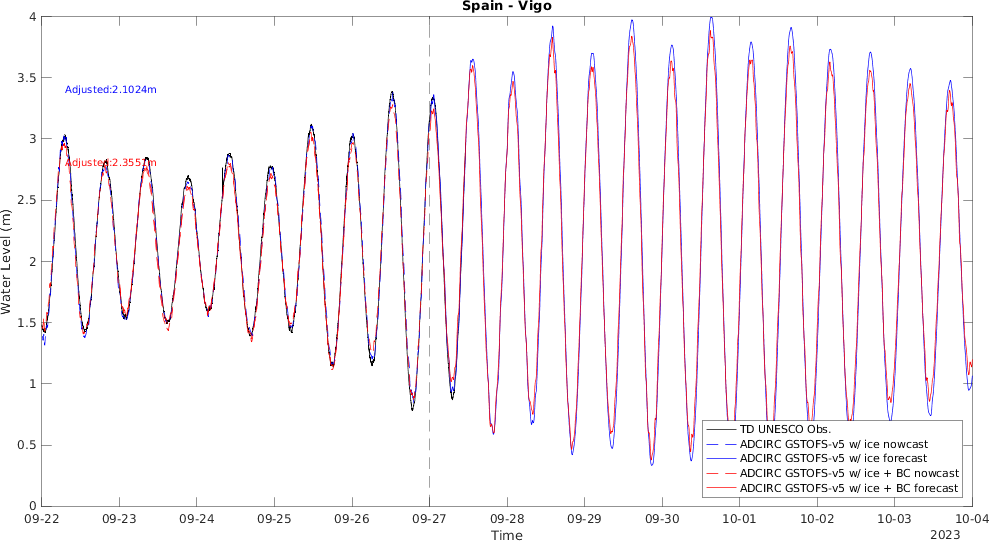 Spain - Vigo
4
3.5
3
2.5
2
1.5
1
0.5
0
Water Level (m)
Adjusted:2.1024m
Adjusted:2.355 m
TD UNESCO Obs.
ADCIRC GSTOFS-v5 w/ ice nowcast
ADCIRC GSTOFS-v5 w/ ice forecast
ADCIRC GSTOFS-v5 w/ ice + BC nowcast
ADCIRC GSTOFS-v5 w/ ice + BC forecast
09-22 09-23 09-24 09-25 09-26 09-27 09-28 09-29 09-30 10-01 10-02 10-03 10-04
Time
2023